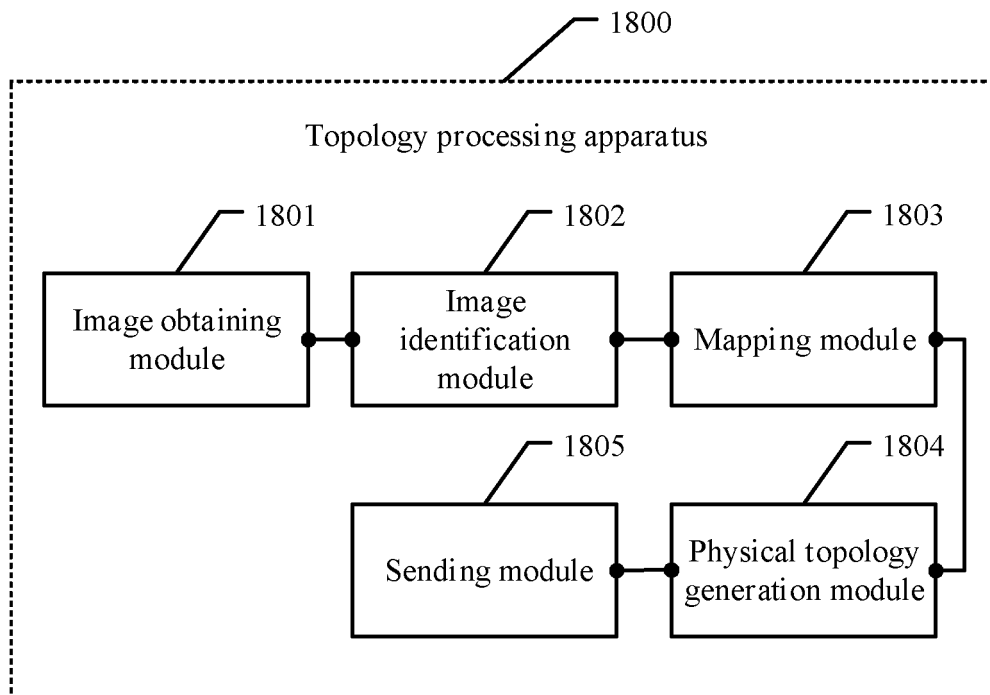 1800
Topology processing apparatus
1801
1802
1803
Image obtaining
module
Image
identification
module
Mapping module
1805
1804
Sending module
Physical topology
generation module